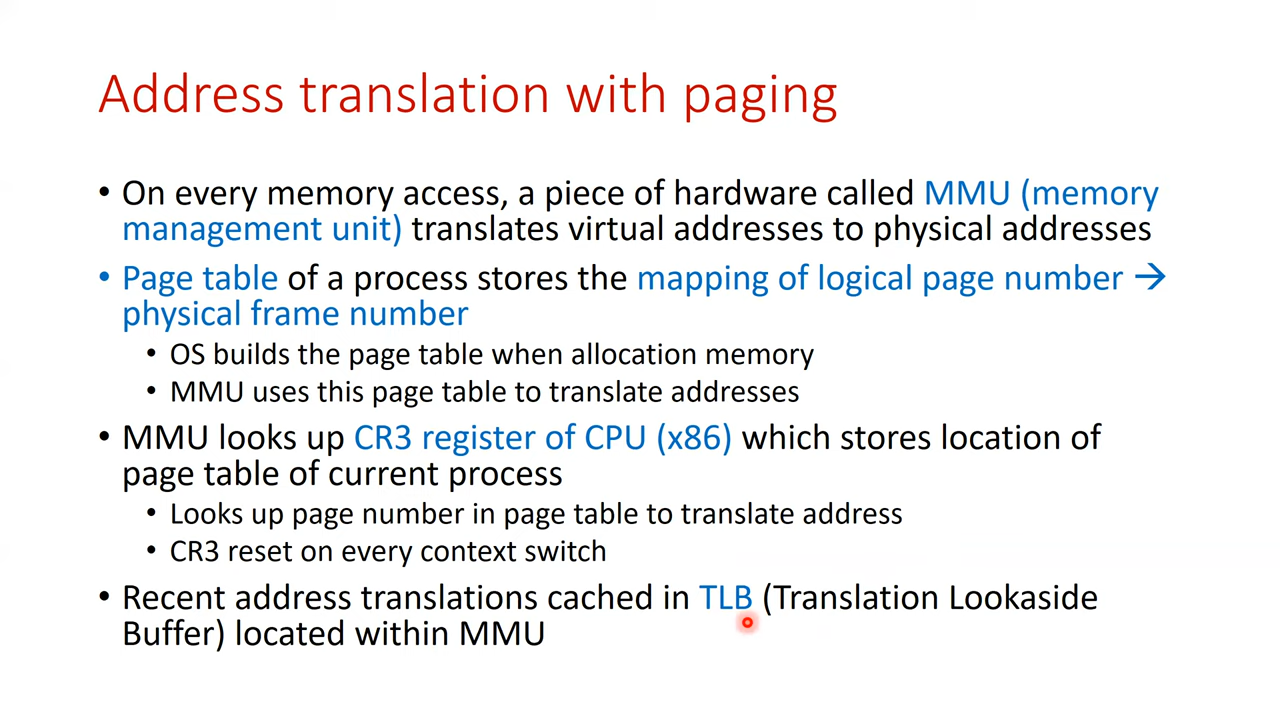 Address translation with paging
• On every memory access, a piece of hardware called MMU (memory
management unit) translates virtual addresses to physical addresses
• Page table of a process stores the mapping of logical page number →
physical frame number
• OS builds the page table when allocation memory
• MMU uses this page table to translate addresses
• MMU looks up CR3 register of CPU (x86) which stores location of
page table of current process
• Looks up page number in page table to translate address
• CR3 reset on every context switch
• Recent address translations cached in TLB (Translation Lookaside
Buffer) located within MMU